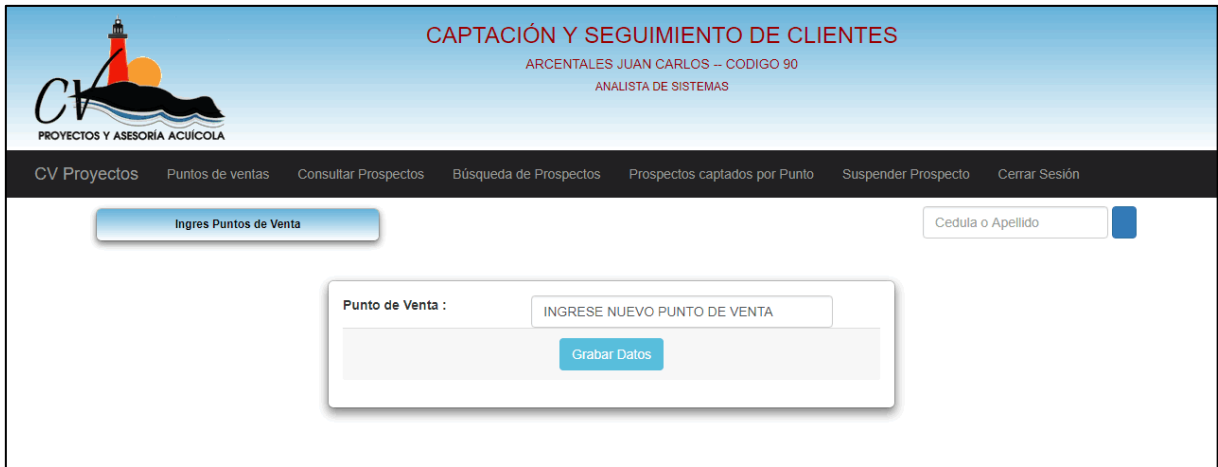 CAPTACIÓN Y SEGUIMIENTO DE CLIENTES
ARCENTALES JUAN CARLOS -- CODIGO 90
ANALISTA DE SISTEMAS
CV
PROYECTOS Y ASESORÍA ACUÍCOLA
CV Proyectos Puntos de ventas Consultar Prospectos Búsqueda de Prospectos Prospectos captados por Punto Suspender Prospecto Cerrar Sesión
Ingres Puntos de Venta Cedula o Apellido
Punto de Venta : INGRESE NUEVO PUNTO DE VENTA
Grabar Datos